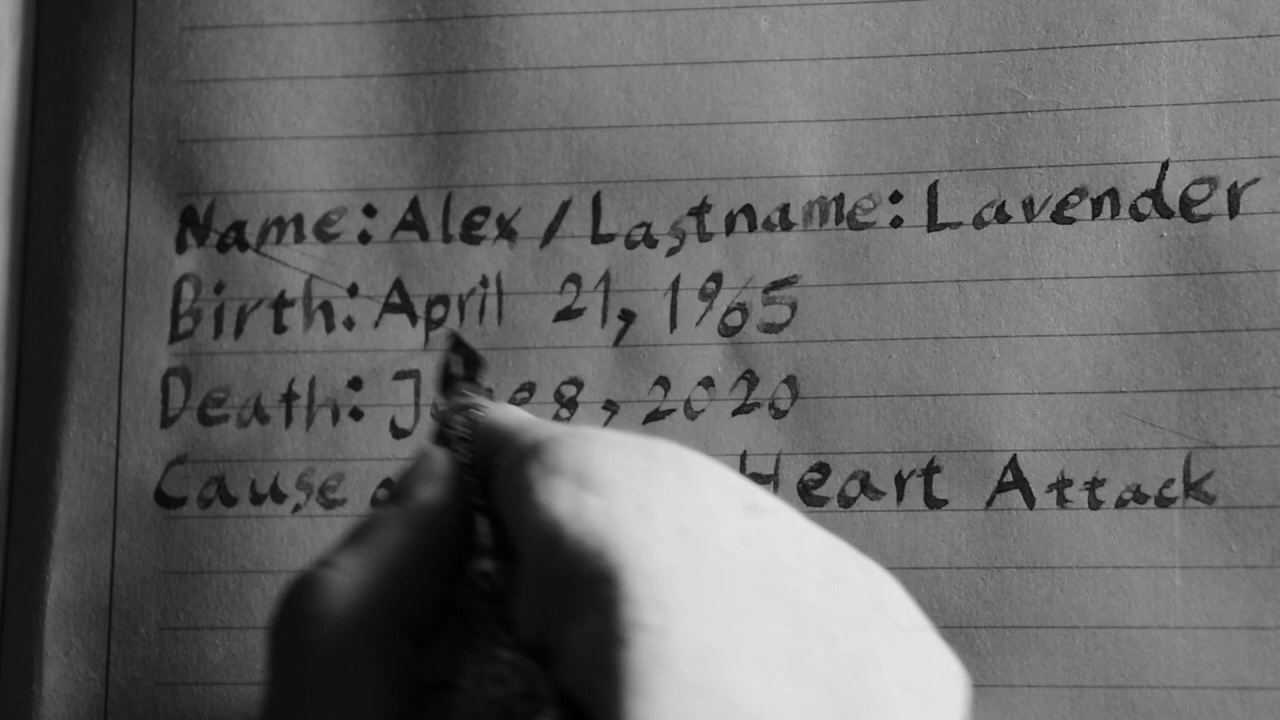 Name: Alex / Lastname: Lavender
Birth: April 21, 1965
Death: 8, 2020
Cause Heart Attack